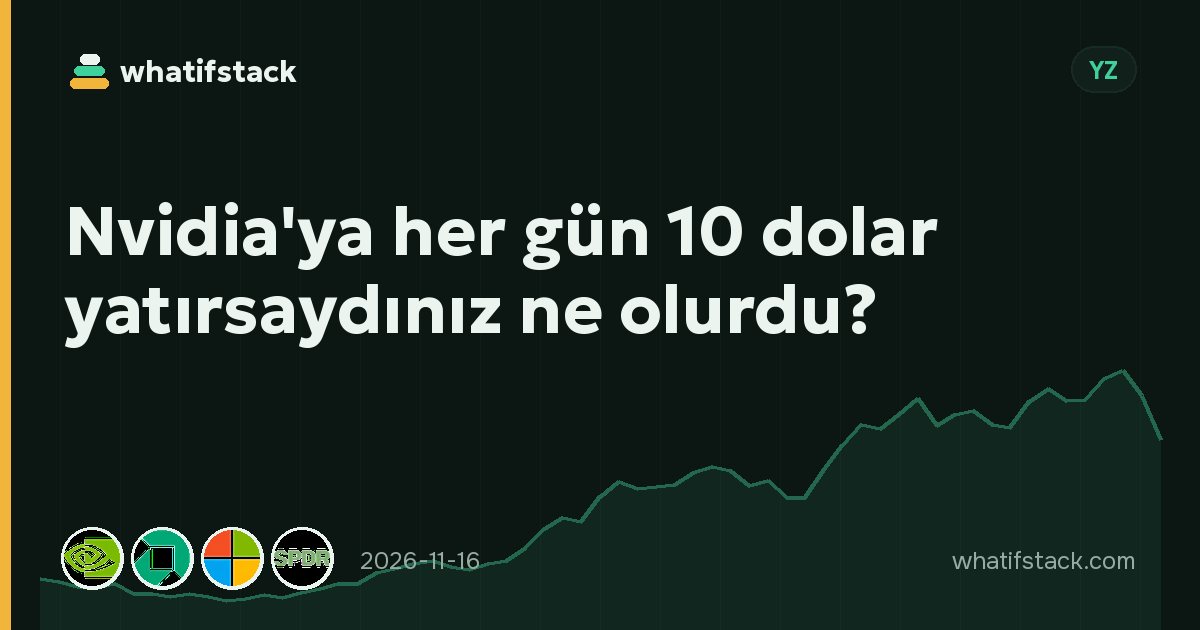 whatifstack
YZ
Nvidia'ya her gün 10 dolar
yatırsaydınız ne olurdu?
SPDR
2026-11-16
whatifstack.com